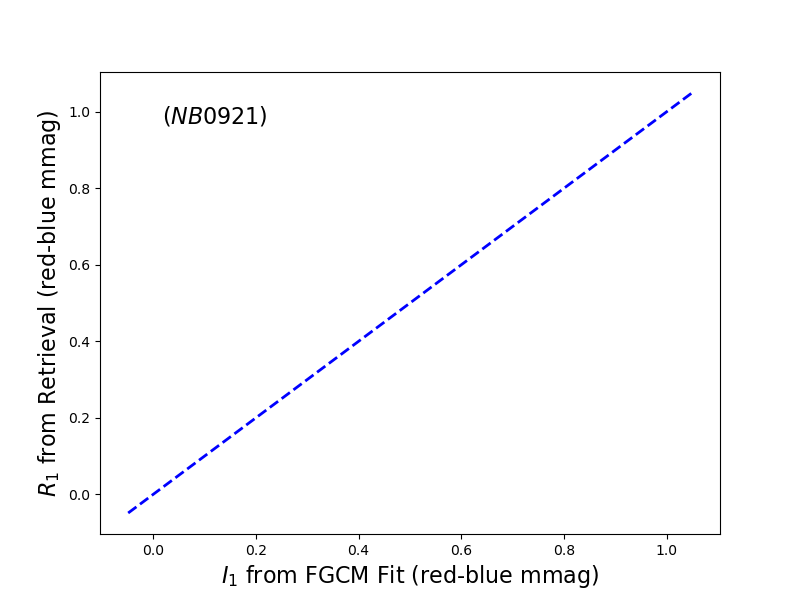 (NB0921)
R₁ from Retrieval (red-blue mmag)
1.0
0.8
0.6
0.4
0.2
0.0
0.0 0.2 0.4 0.6 0.8 1.0
I₁ from FGCM Fit (red-blue mmag)